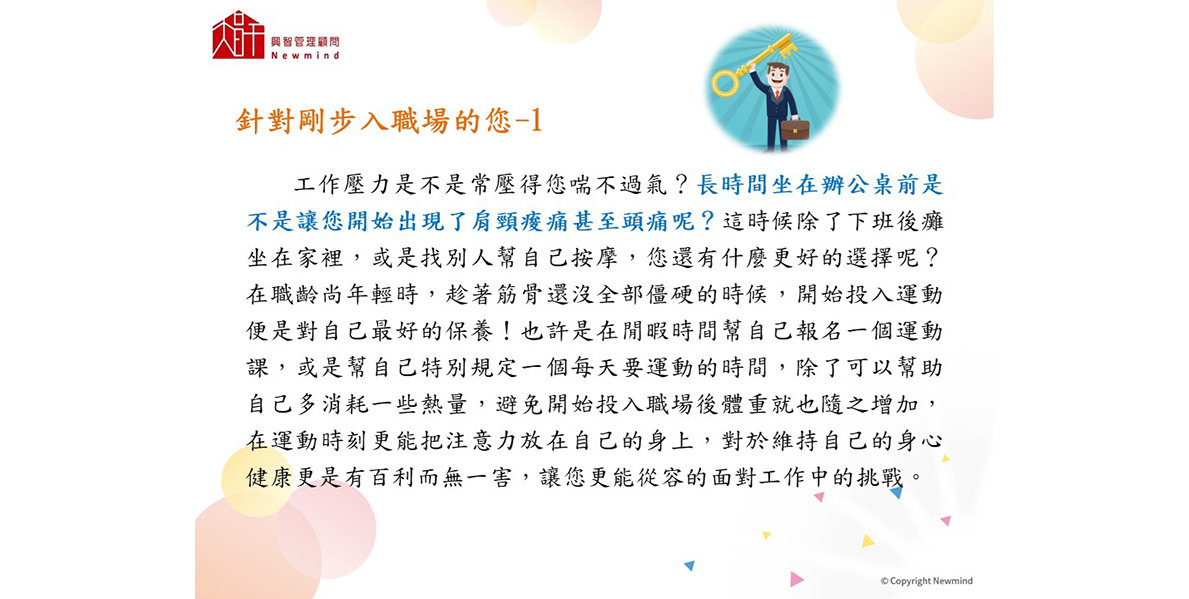 興智管理顧問
Newmind
針對剛步入職場的您-1
工作壓力是不是常壓得您喘不過氣？長時間坐在辦公桌前是
不是讓您開始出現了肩頸痠痛甚至頭痛呢？這時候除了下班後癱
坐在家裡，或是找別人幫自己按摩，您還有什麼更好的選擇呢？
在職齡尚年輕時，趁著筋骨還沒全部僵硬的時候，開始投入運動
便是對自己最好的保養！也許是在閒暇時間幫自己報名一個運動
課，或是幫自己特別規定一個每天要運動的時間，除了可以幫助
自己多消耗一些熱量，避免開始投入職場後體重就也隨之增加，
在運動時刻更能把注意力放在自己的身上，對於維持自己的身心
健康更是有百利而無一害，讓您更能從容的面對工作中的挑戰。
© Copyright Newmind